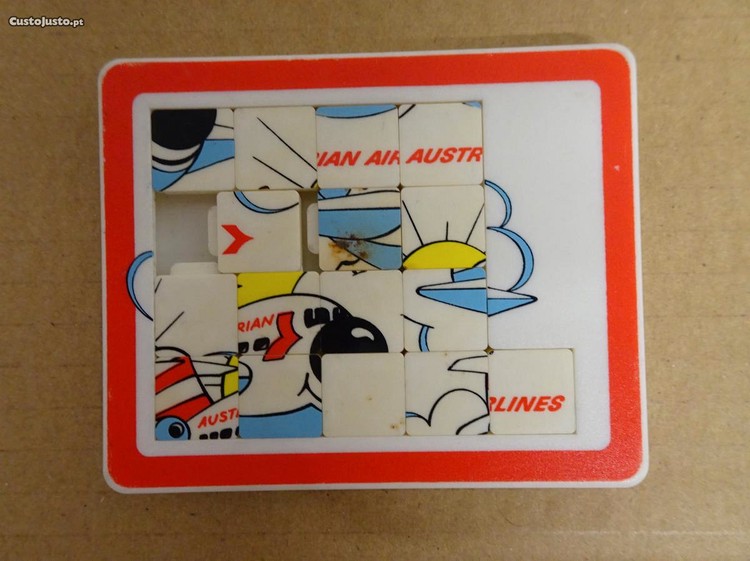 CustoJusto.pt
IAN AIR
AUSTR
RIAN
AUSTR
RLINES